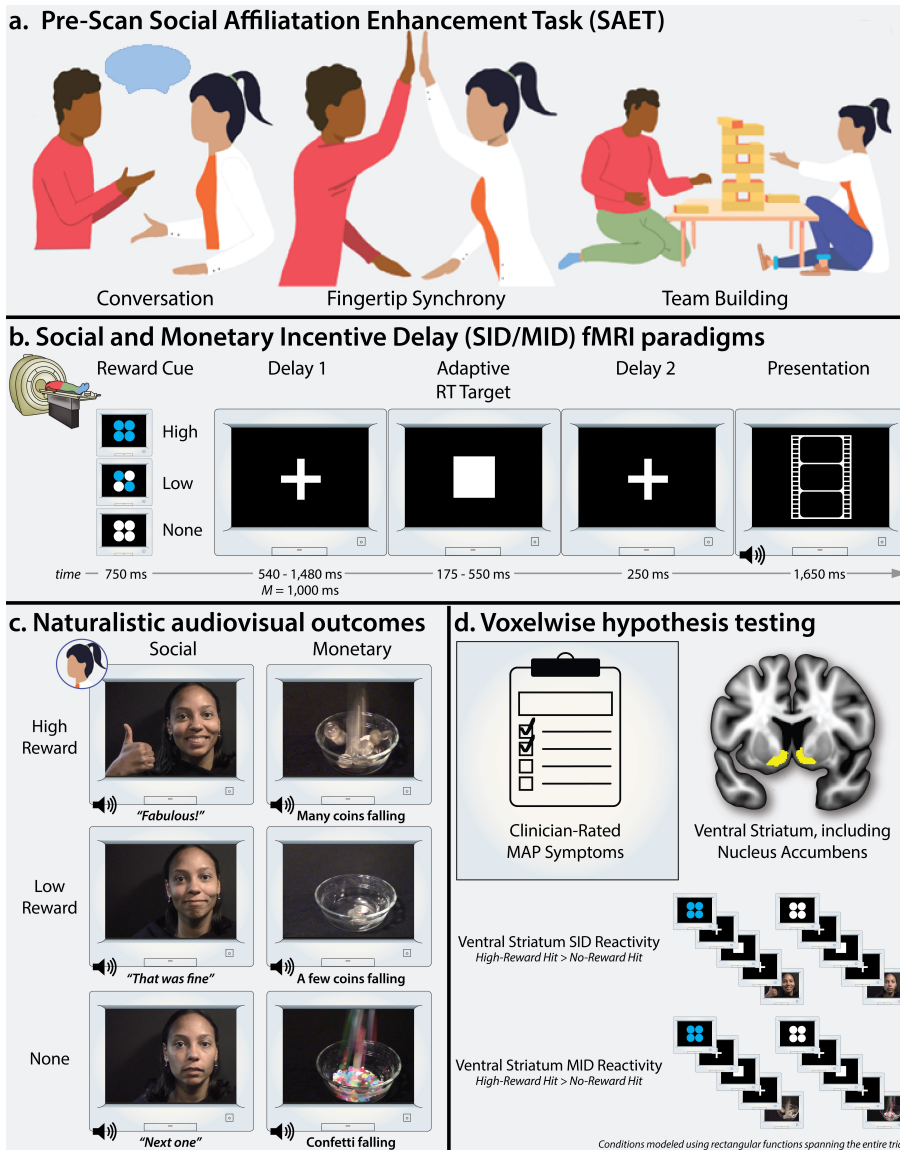 a. Pre-Scan Social Affiliatation Enhancement Task (SAET)
Conversation
Fingertip Synchrony
Team Building
b. Social and Monetary Incentive Delay (SID/MID) fMRI paradigms
Reward Cue
Delay 1
Adaptive
RT Target
Delay 2
Presentation
High
Low
None
time
750 ms
540 - 1,480 ms
M = 1,000 ms
175 - 550 ms
250 ms
1,650 ms
c. Naturalistic audiovisual outcomes
Social
Monetary
High
Reward
"Fabulous!"
Many coins falling
Low
Reward
"That was fine"
A few coins falling
None
"Next one"
Confetti falling
d. Voxelwise hypothesis testing
Clinician-Rated
MAP Symptoms
Ventral Striatum, including
Nucleus Accumbens
Ventral Striatum SID Reactivity
High-Reward Hit > No-Reward Hit
Ventral Striatum MID Reactivity
High-Reward Hit > No-Reward Hit
Conditions modeled using rectangular functions spanning the entire